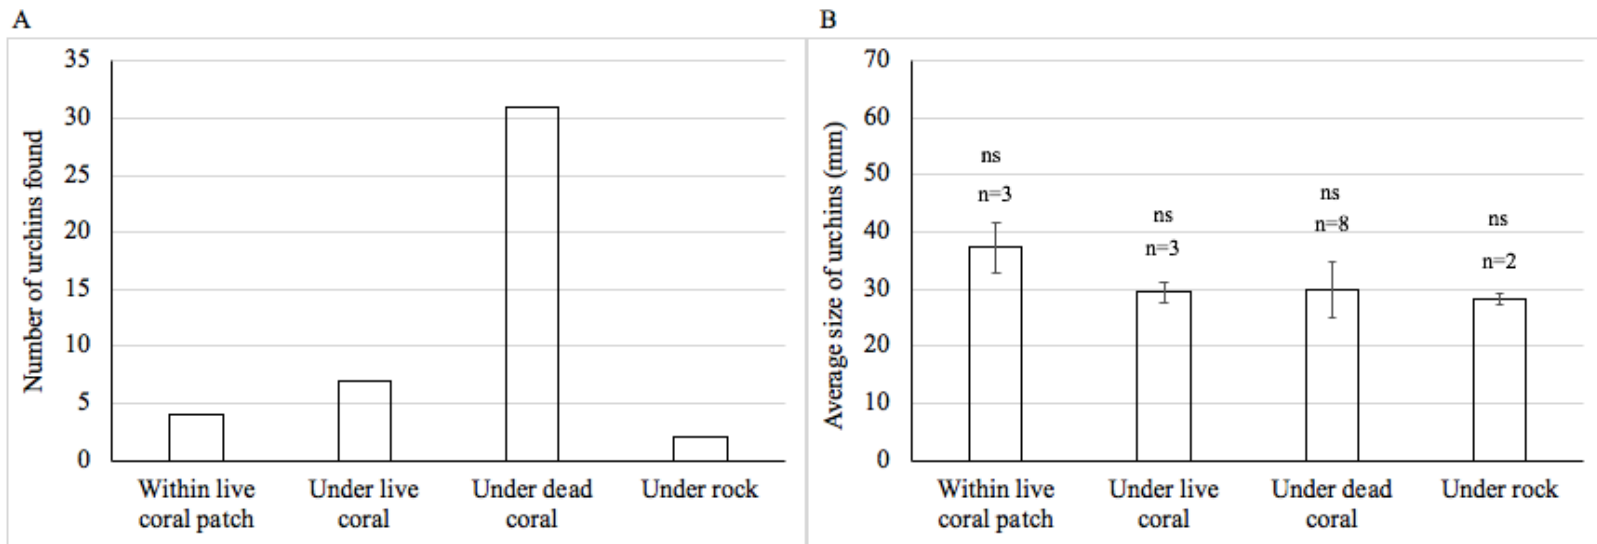 A
35
30
25
20
15
10
5
0
Number of urchins found
Within live
coral patch
Under live
coral
Under dead
coral
Under rock
B
70
60
50
40
30
20
10
0
Average size of urchins (mm)
ns
n=3
ns
n=3
ns
n=8
ns
n=2
Within live
coral patch
Under live
coral
Under dead
coral
Under rock